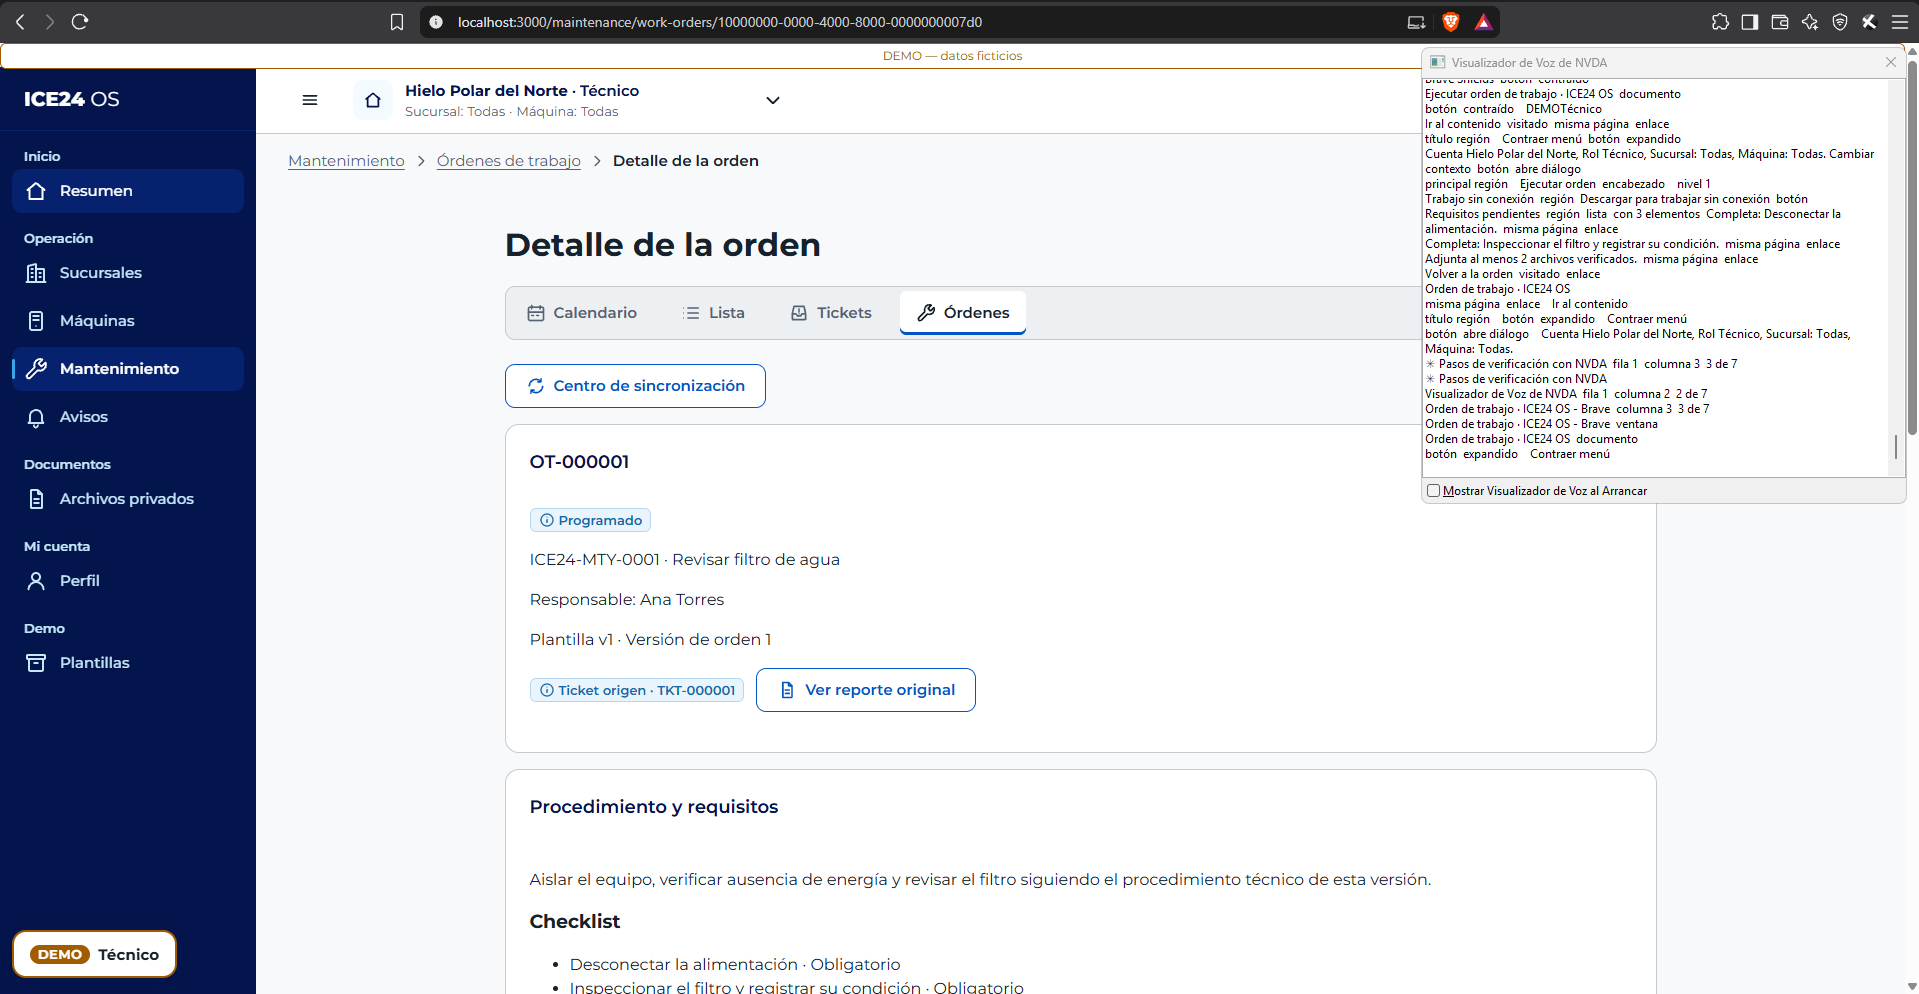 localhost:3000/maintenance/work-orders/10000000-0000-4000-8000-0000000007d0
DEMO — datos ficticios
ICE24 OS
Inicio
Resumen
Operación
Sucursales
Máquinas
Mantenimiento
Avisos
Documentos
Archivos privados
Mi cuenta
Perfil
Demo
Plantillas
DEMO Técnico
Hielo Polar del Norte · Técnico
Sucursal: Todas · Máquina: Todas
Mantenimiento > Órdenes de trabajo > Detalle de la orden
Detalle de la orden
Calendario Lista Tickets Órdenes
Centro de sincronización
OT-000001
Programado
ICE24-MTY-0001 · Revisar filtro de agua
Responsable: Ana Torres
Plantilla v1 · Versión de orden 1
Ticket origen · TKT-000001 Ver reporte original
Procedimiento y requisitos
Aislar el equipo, verificar ausencia de energía y revisar el filtro siguiendo el procedimiento técnico de esta versión.
Checklist
• Desconectar la alimentación · Obligatorio
• Inspeccionar el filtro y registrar su condición · Obligatorio
Visualizador de Voz de NVDA
Brave Shields botón contraído
Ejecutar orden de trabajo · ICE24 OS documento
botón contraído DEMOTécnico
Ir al contenido visitado misma página enlace
título región Contraer menú botón expandido
Cuenta Hielo Polar del Norte, Rol Técnico, Sucursal: Todas, Máquina: Todas. Cambiar
contexto botón abre diálogo
principal región Ejecutar orden encabezado nivel 1
Trabajo sin conexión región Descargar para trabajar sin conexión botón
Requisitos pendientes región lista con 3 elementos Completa: Desconectar la
alimentación. misma página enlace
Completa: Inspeccionar el filtro y registrar su condición. misma página enlace
Adjunta al menos 2 archivos verificados. misma página enlace
Volver a la orden visitado enlace
Orden de trabajo · ICE24 OS
misma página enlace Ir al contenido
título región botón expandido Contraer menú
botón abre diálogo Cuenta Hielo Polar del Norte, Rol Técnico, Sucursal: Todas,
Máquina: Todas.
✳ Pasos de verificación con NVDA fila 1 columna 3 3 de 7
✳ Pasos de verificación con NVDA
Visualizador de Voz de NVDA fila 1 columna 2 2 de 7
Orden de trabajo · ICE24 OS - Brave columna 3 3 de 7
Orden de trabajo · ICE24 OS - Brave ventana
Orden de trabajo · ICE24 OS documento
botón expandido Contraer menú
Mostrar Visualizador de Voz al Arrancar